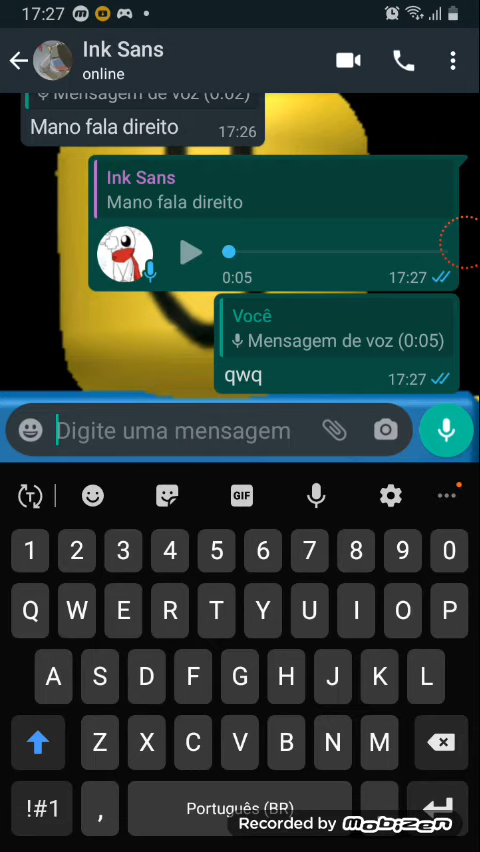 17:27
Ink Sans
online
Mensagem de voz (0:02)
Mano fala direito
17:26
Ink Sans
Mano fala direito
0:05
17:27
Você
Mensagem de voz (0:05)
qwq
17:27
Digite uma mensagem
T
GIF
1 2 3 4 5 6 7 8 9 0
Q W E R T Y U I O P
A S D F G H J K L
Z X C V B N M
!#1 , Português (BR)
Recorded by mobizen